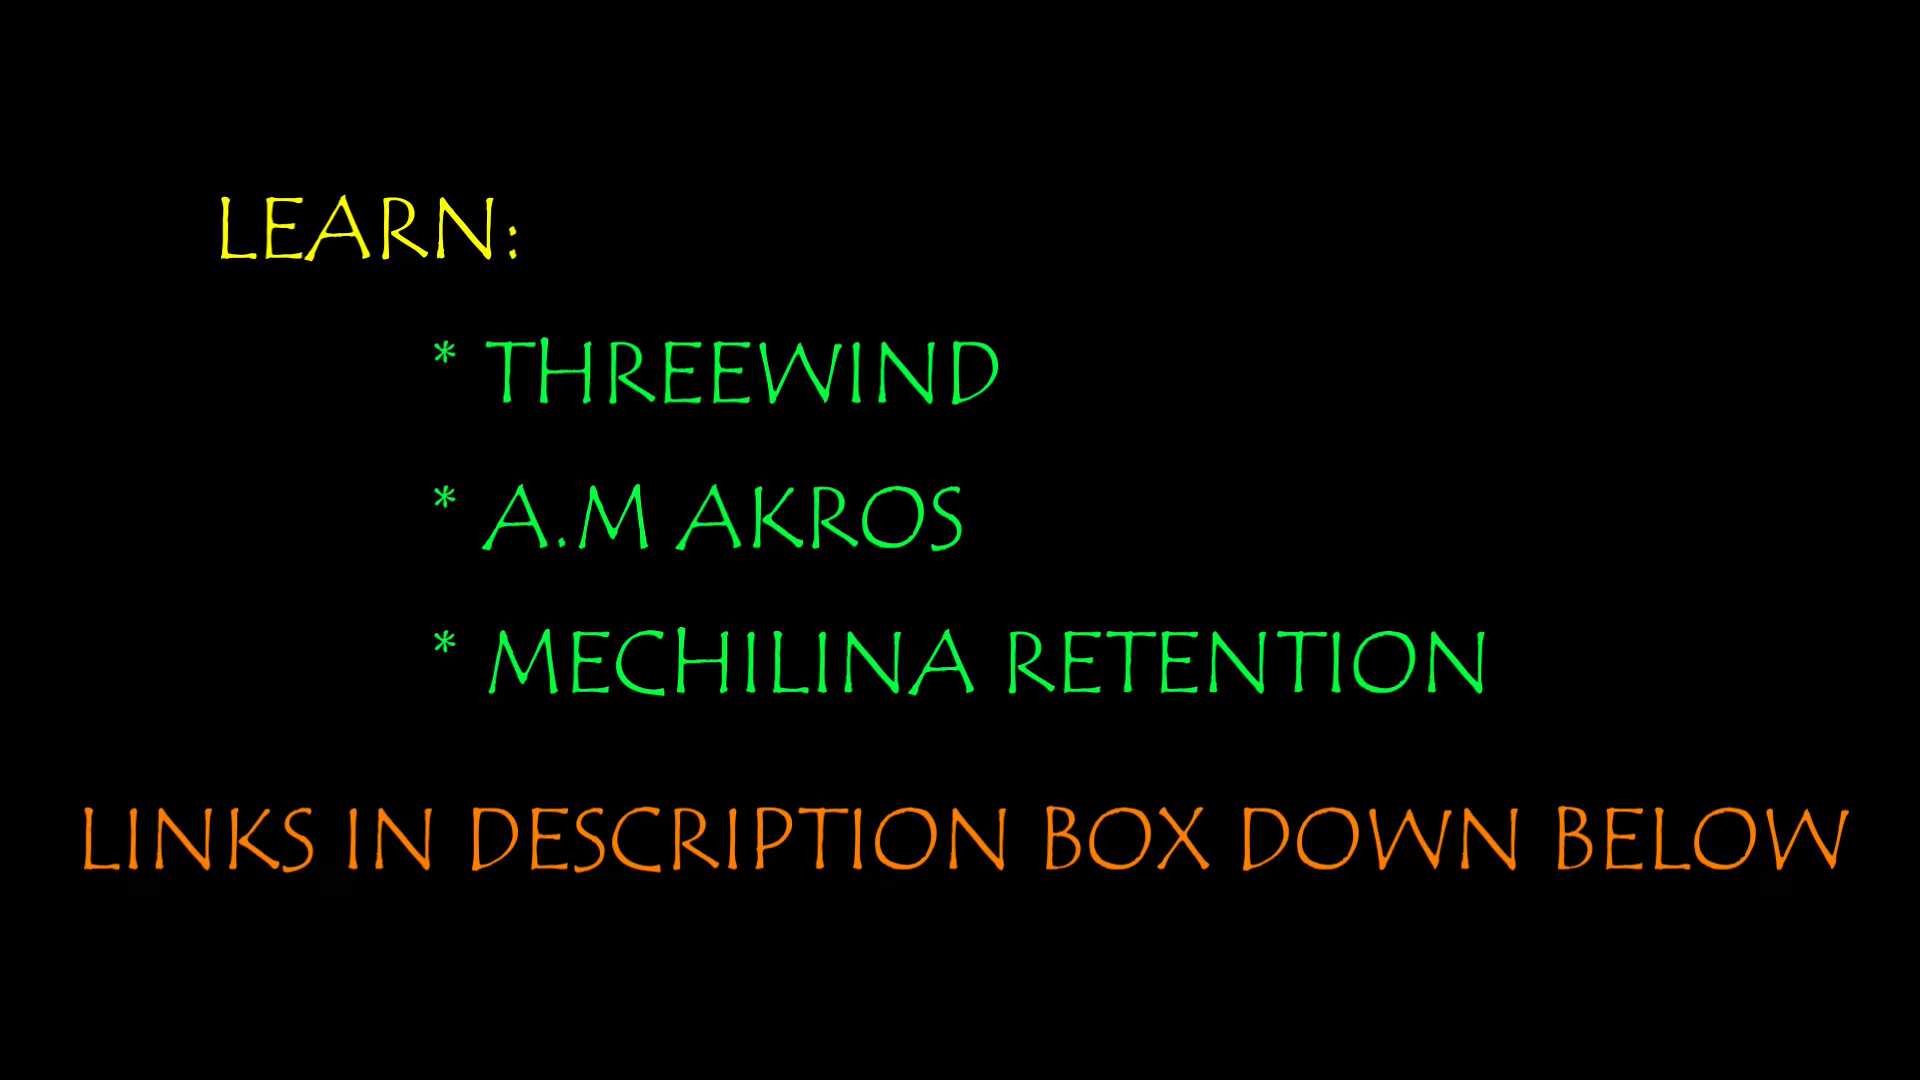 LEARN:
* THREEWIND
* A.M AKROS
* MECHILINA RETENTION
LINKS IN DESCRIPTION BOX DOWN BELOW